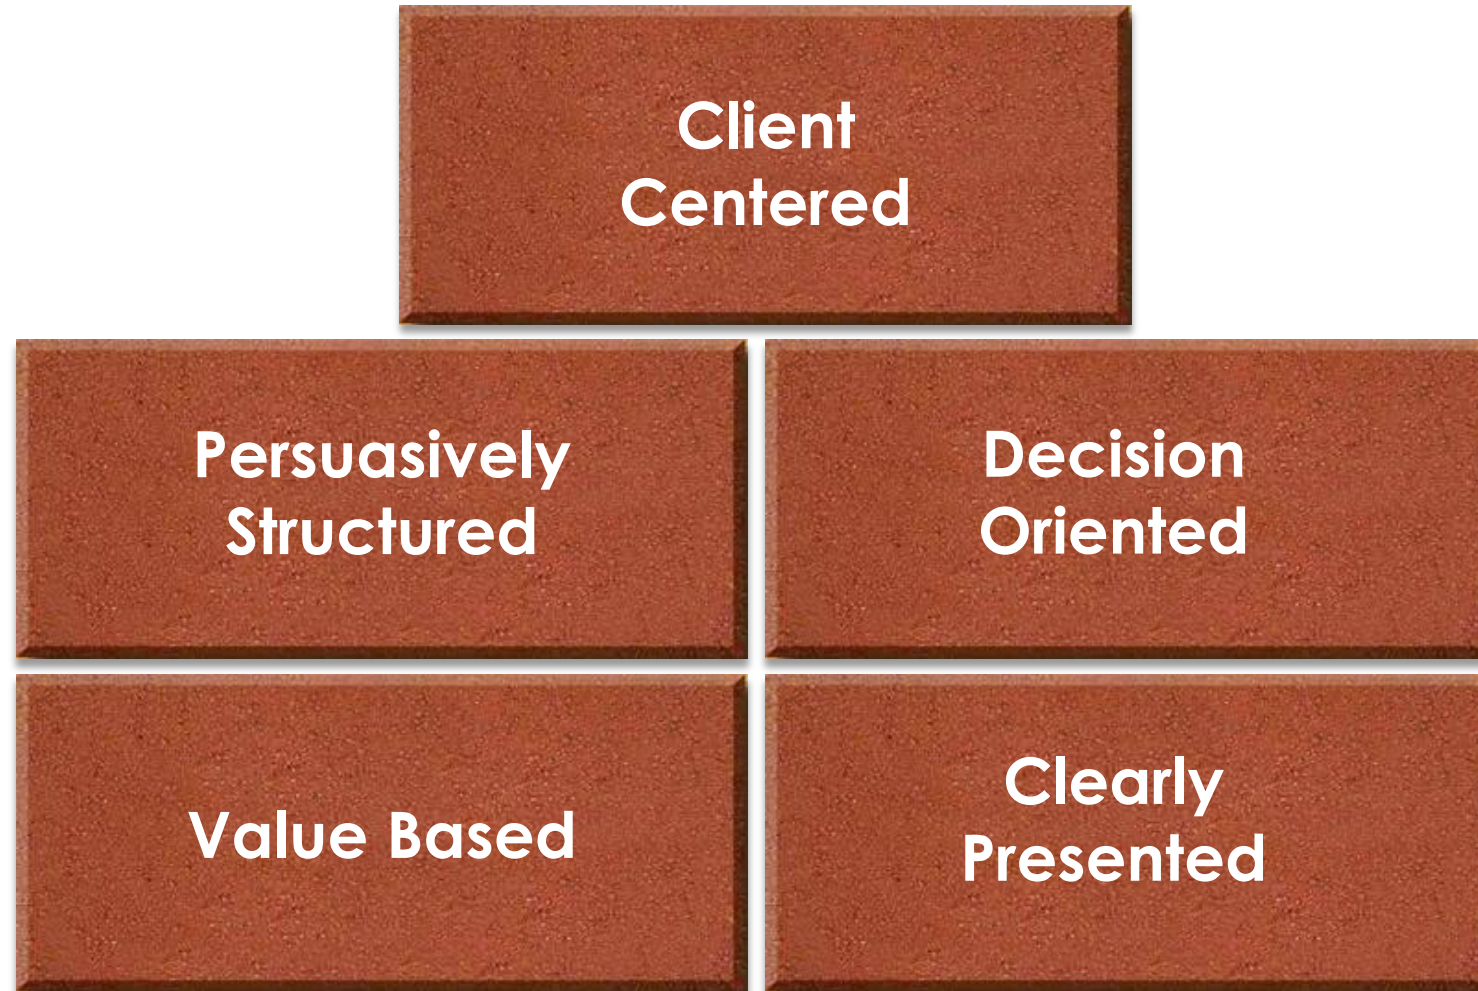 Client
Centered
Persuasively
Structured
Decision
Oriented
Value Based
Clearly
Presented